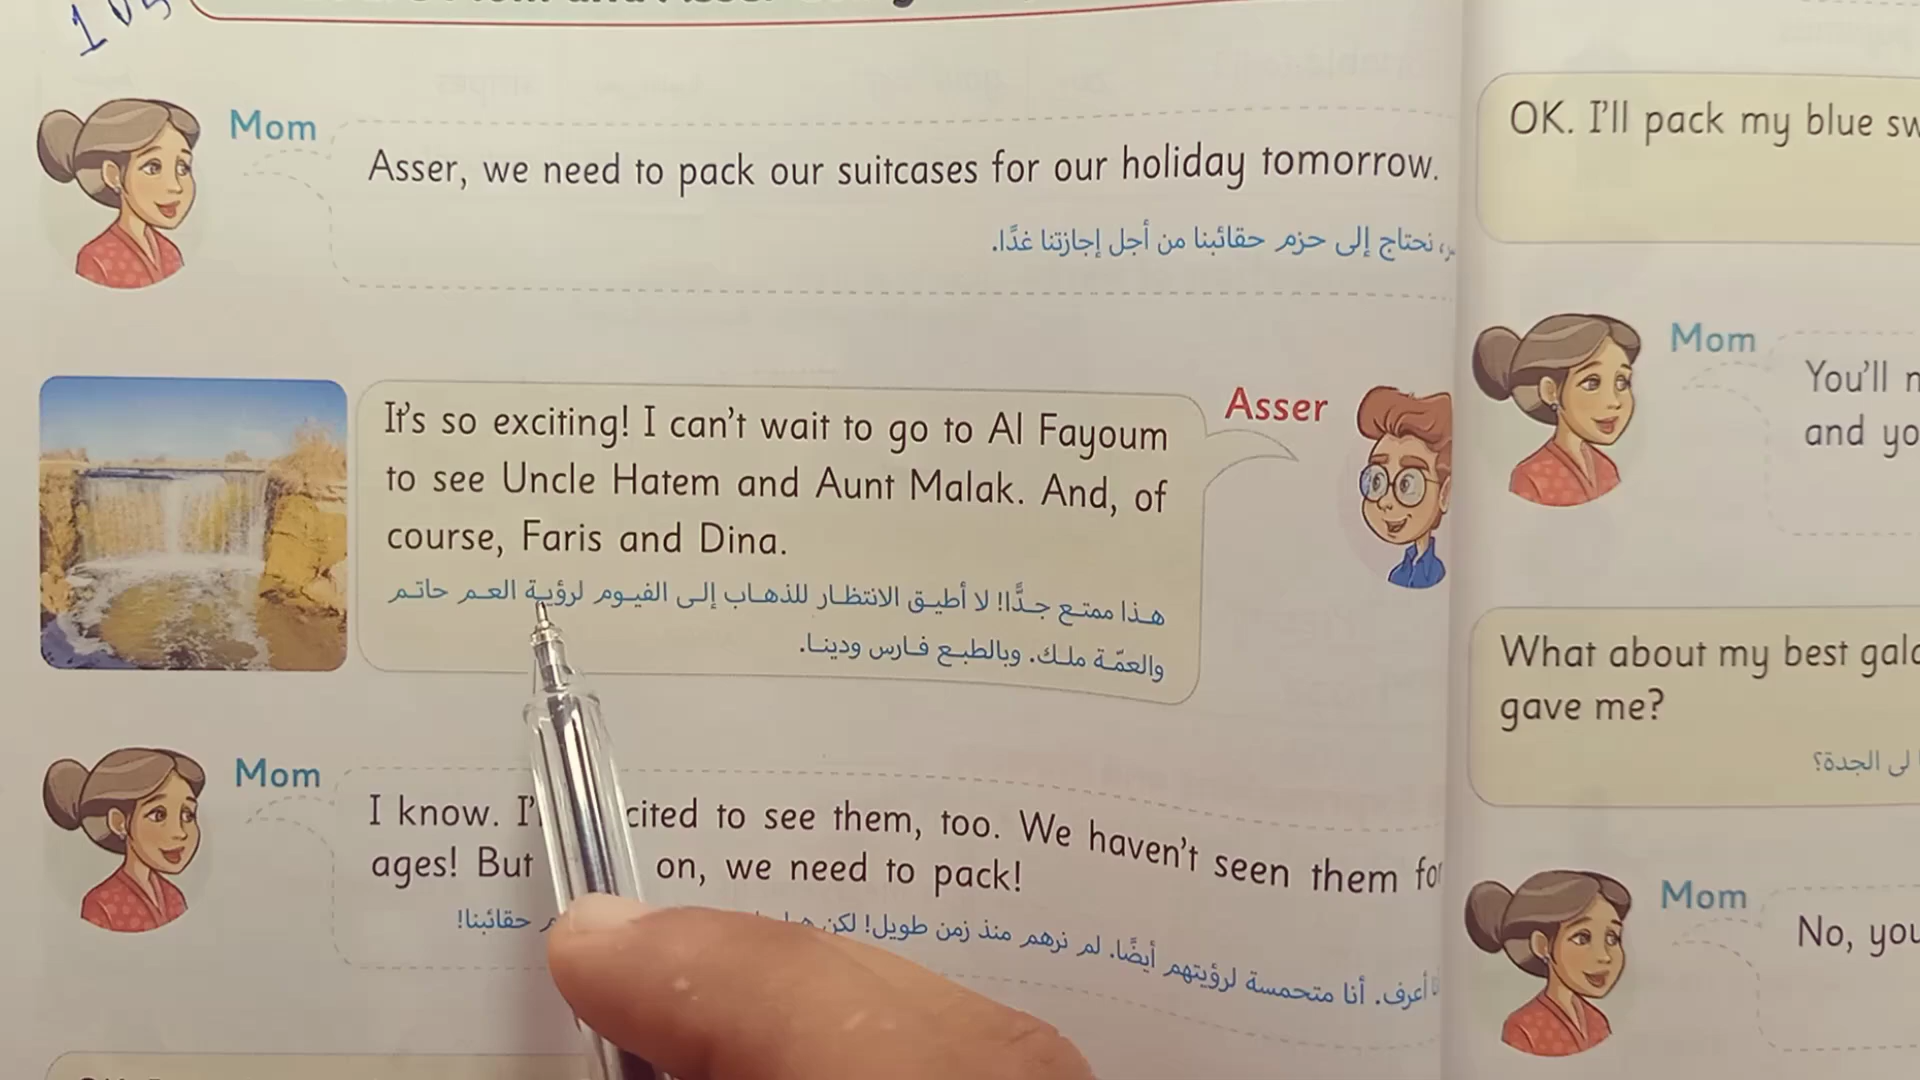 Mom
Asser, we need to pack our suitcases for our holiday tomorrow.
نحتاج إلى حزم حقائبنا من أجل إجازتنا غدًا.
Asser
It's so exciting! I can't wait to go to Al Fayoum
to see Uncle Hatem and Aunt Malak. And, of
course, Faris and Dina.
هذا ممتع جدًّا! لا أطيق الانتظار للذهاب إلى الفيوم لرؤية العم حاتم
والعمّة ملك. وبالطبع فارس ودينا.
Mom
I know. I' cited to see them, too. We haven't seen them for
ages! But on, we need to pack!
أعرف. أنا متحمسة لرؤيتهم أيضًا. لم نرهم منذ زمن طويل! لكن
حقائبنا!
OK. I'll pack my blue sw
Mom
You'll n
and yo
What about my best gala
gave me?
لى الجدة؟
Mom
No, you